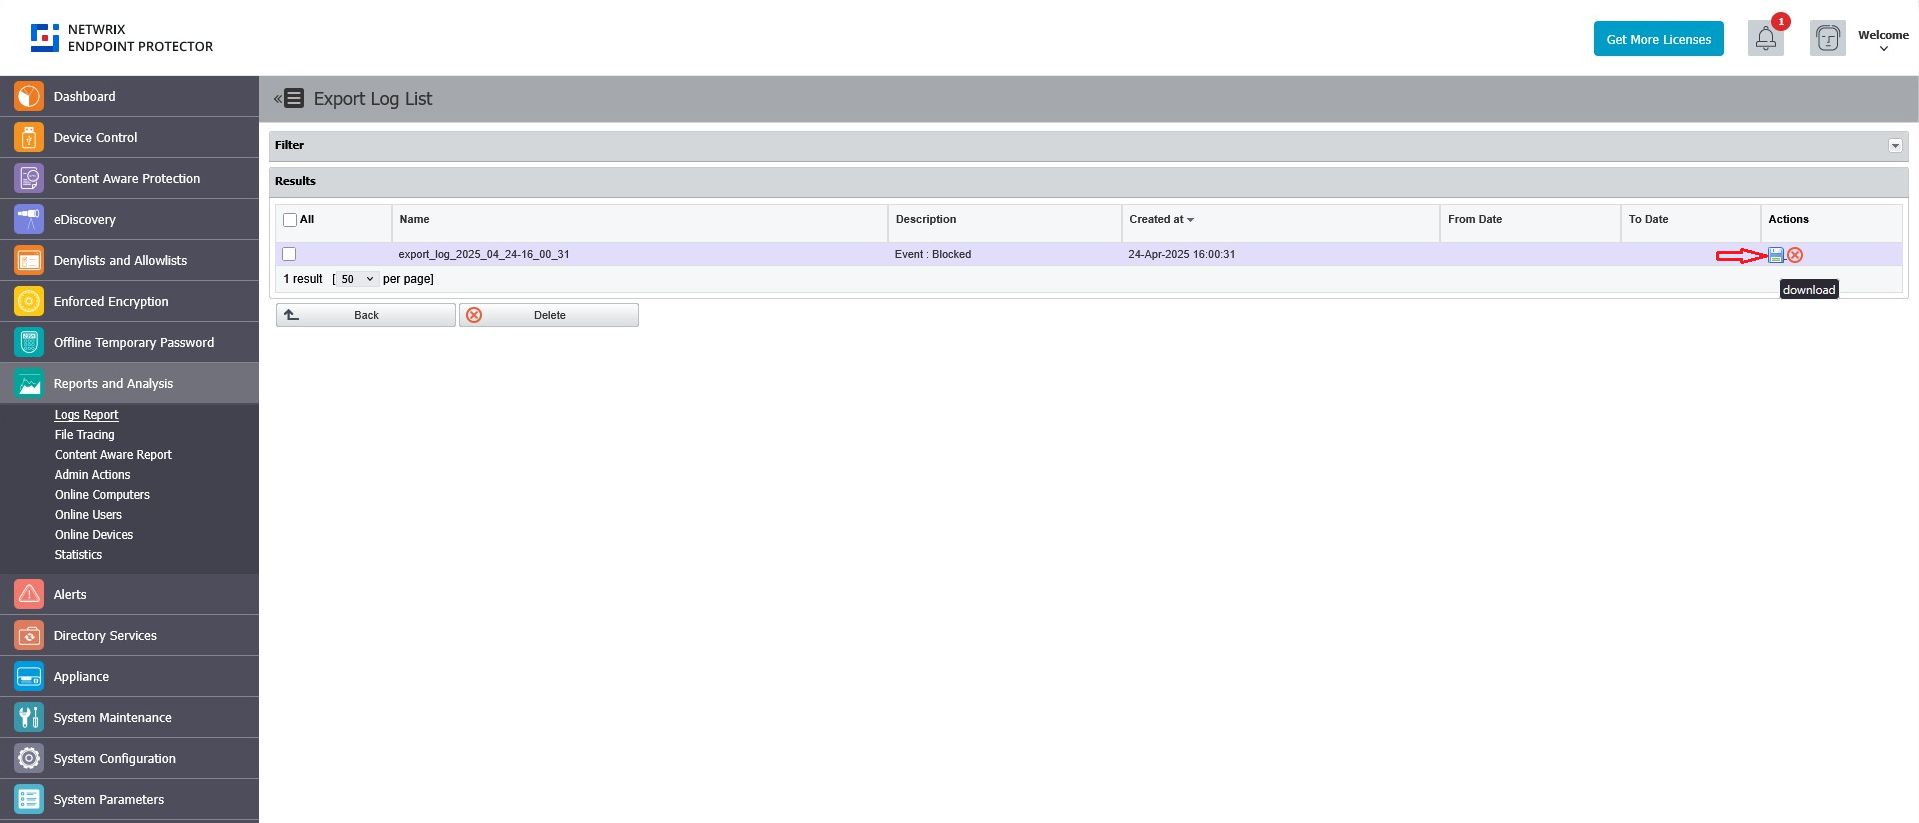 NETWRIX
ENDPOINT PROTECTOR
Get More Licenses
1
Welcome
Dashboard
Device Control
Content Aware Protection
eDiscovery
Denylists and Allowlists
Enforced Encryption
Offline Temporary Password
Reports and Analysis
Logs Report
File Tracing
Content Aware Report
Admin Actions
Online Computers
Online Users
Online Devices
Statistics
Alerts
Directory Services
Appliance
System Maintenance
System Configuration
System Parameters
« Export Log List
Filter
Results
All Name Description Created at From Date To Date Actions
export_log_2025_04_24-16_00_31 Event : Blocked 24-Apr-2025 16:00:31
1 result [ 50 per page]
download
Back Delete